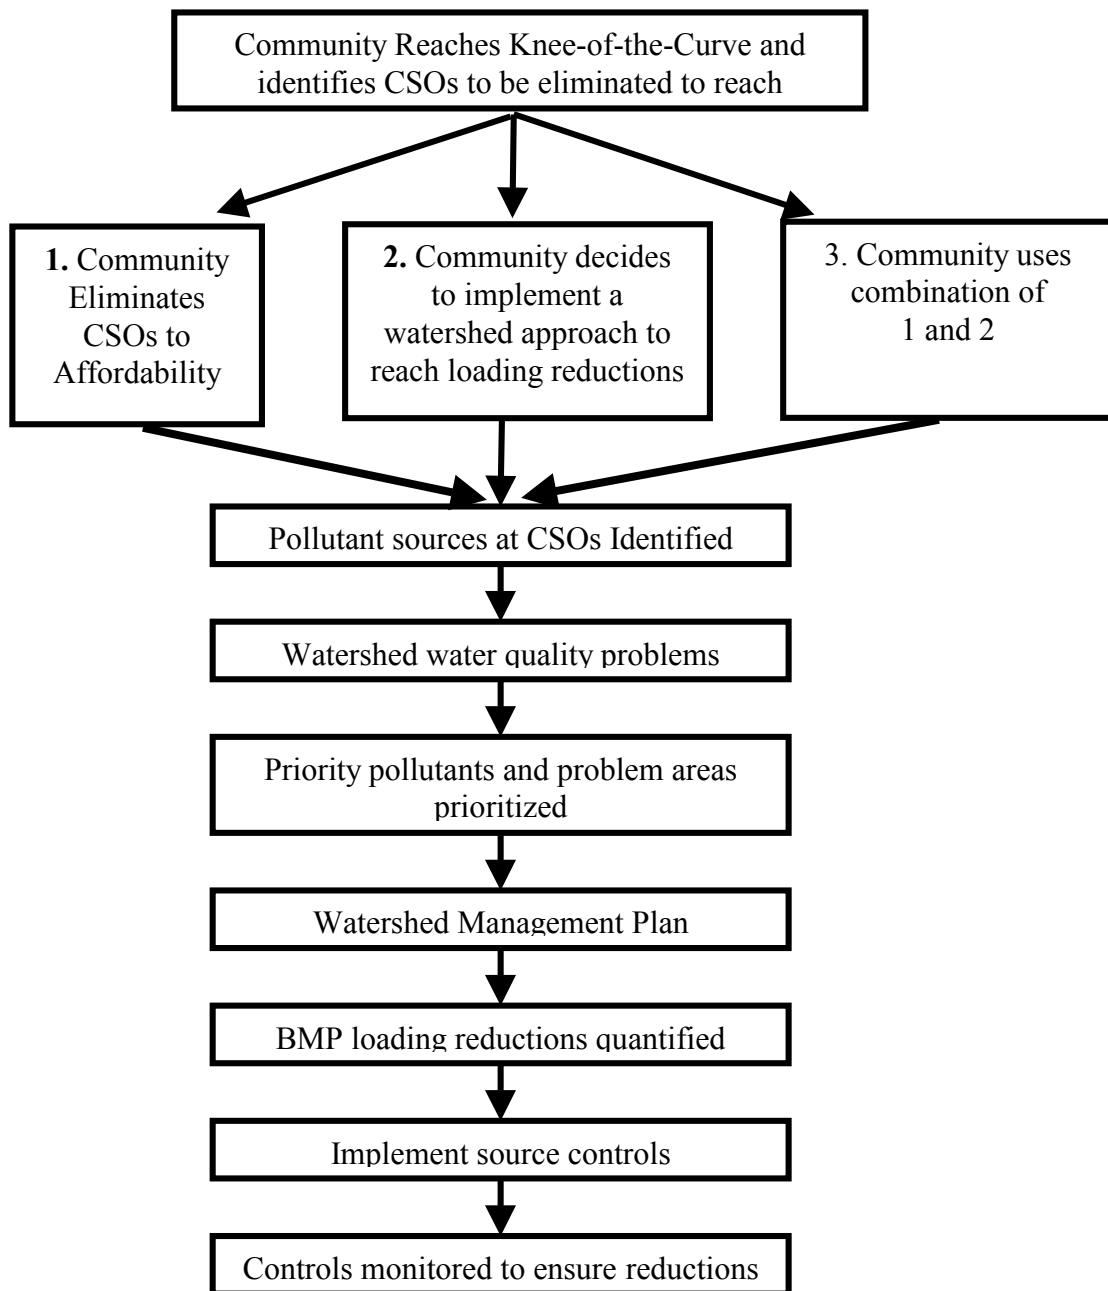 Community Reaches Knee-of-the-Curve and
identifies CSOs to be eliminated to reach
1. Community
Eliminates
CSOs to
Affordability
2. Community decides
to implement a
watershed approach to
reach loading reductions
3. Community uses
combination of
1 and 2
Pollutant sources at CSOs Identified
Watershed water quality problems
Priority pollutants and problem areas
prioritized
Watershed Management Plan
BMP loading reductions quantified
Implement source controls
Controls monitored to ensure reductions